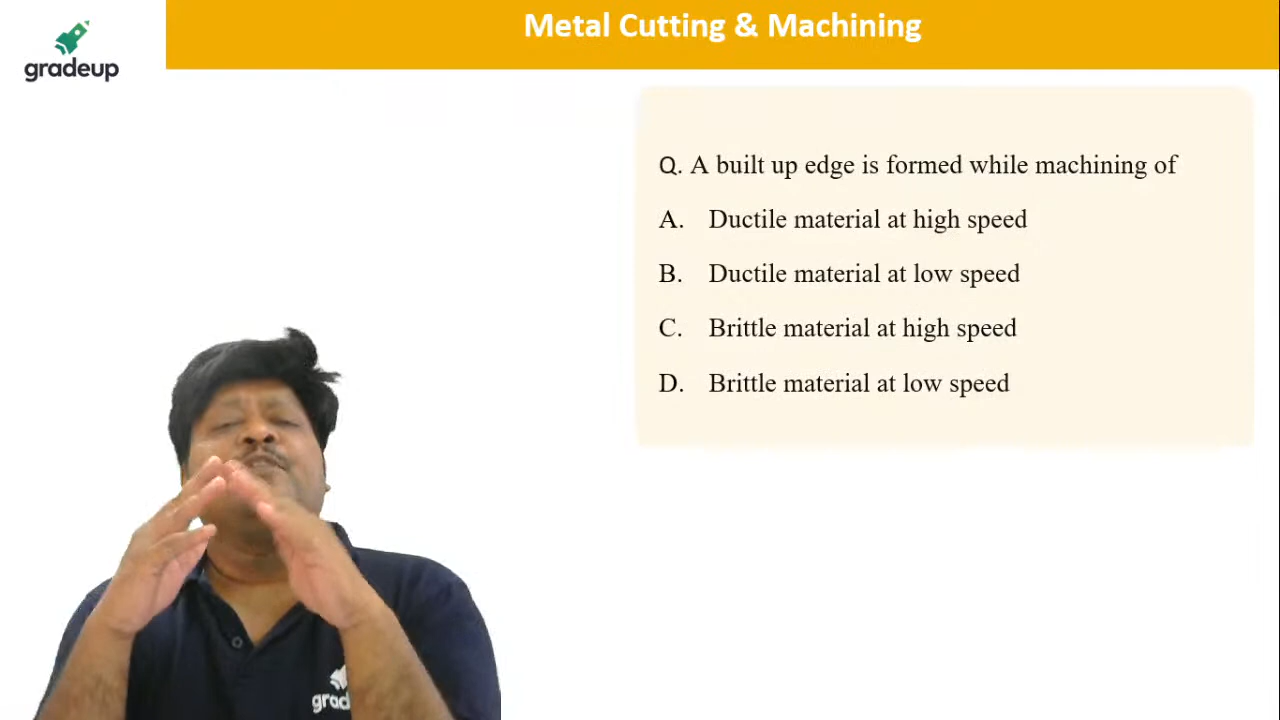 Metal Cutting & Machining
gradeup
Q. A built up edge is formed while machining of
A. Ductile material at high speed
B. Ductile material at low speed
C. Brittle material at high speed
D. Brittle material at low speed
grad